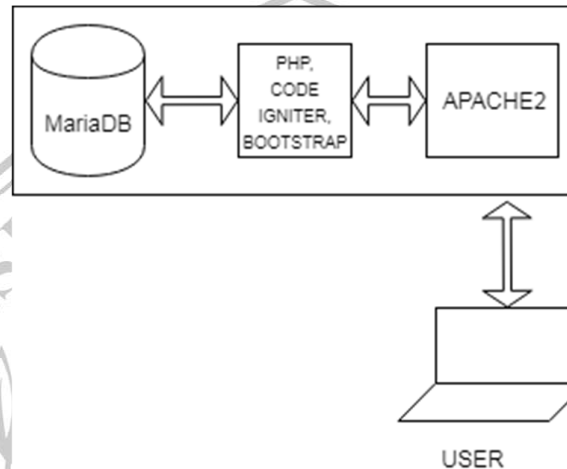 MariaDB
PHP,
CODE
IGNITER,
BOOTSTRAP
APACHE2
USER